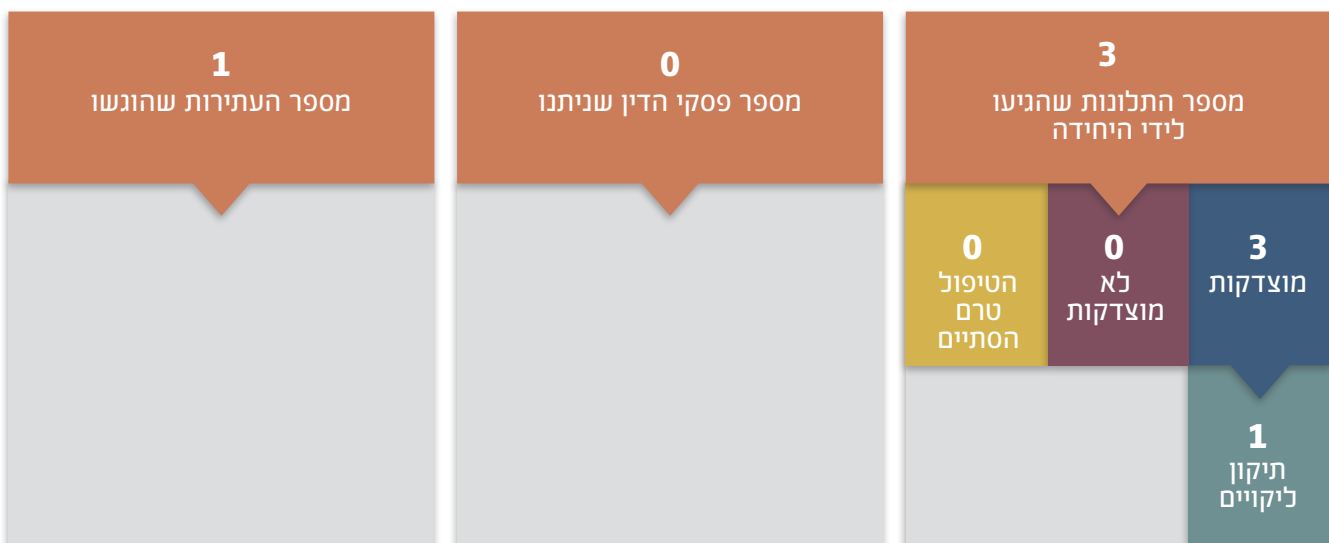 3
מספר התלונות שהגיעו
לידי היחידה
3
מוצדקות
1
תיקון
ליקויים
0
לא
מוצדקות
0
הטיפול
טרם
הסתיים
0
מספר פסקי הדין שניתנו
1
מספר העתירות שהוגשו